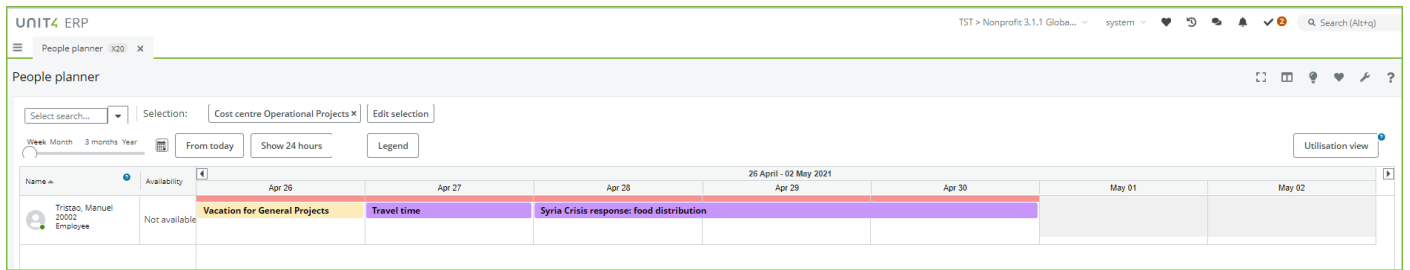 UNIT4 ERP
TST > Nonprofit 3.1.1 Globa... system 2 Search (Alt+q)
People planner X20 ×
People planner
?
Select search... Selection: Cost centre Operational Projects × Edit selection
Week Month 3 months Year From today Show 24 hours Legend Utilisation view ?
Name ? Availability 26 April - 02 May 2021
Apr 26 Apr 27 Apr 28 Apr 29 Apr 30 May 01 May 02
Tristao, Manuel
20002
Employee
Not available
Vacation for General Projects Travel time Syria Crisis response: food distribution